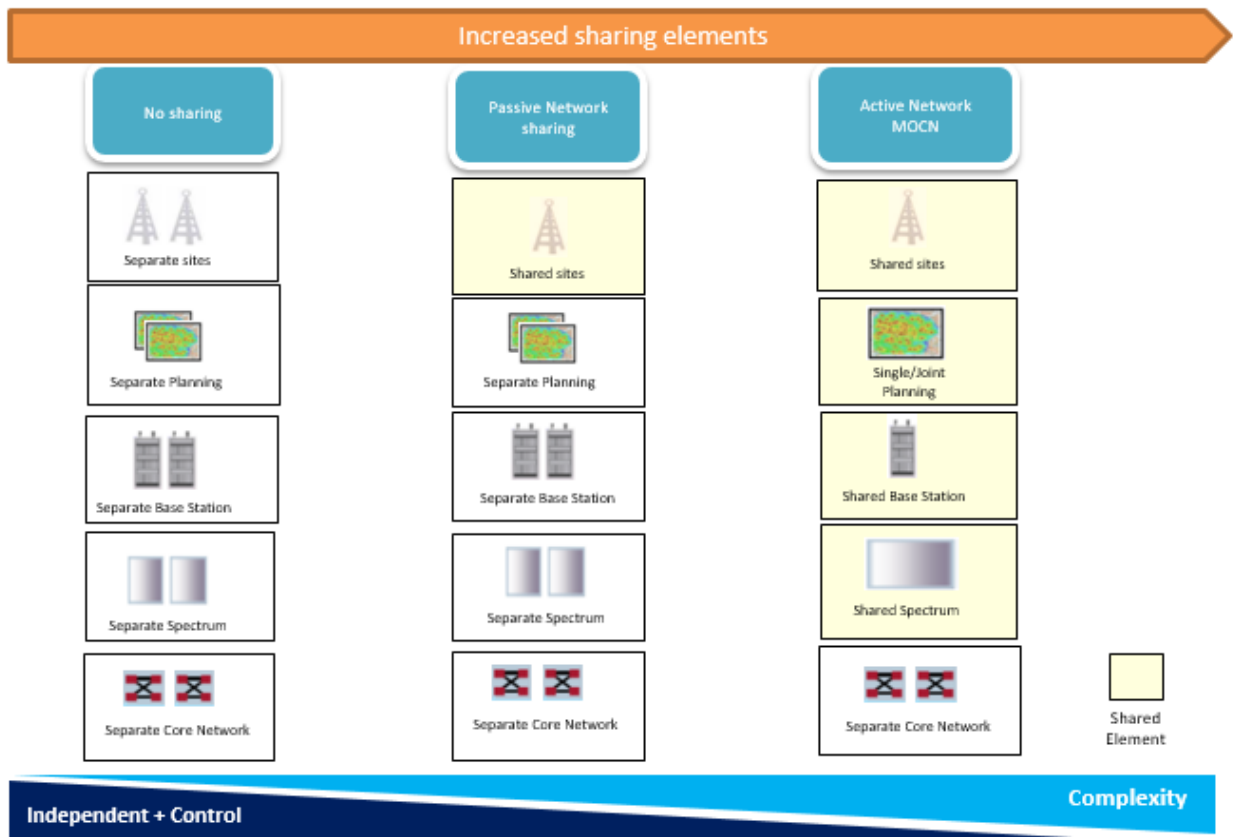 Increased sharing elements
No sharing
Passive Network
sharing
Active Network
MOCN
Separate sites
Shared sites
Shared sites
Separate Planning
Separate Planning
Single/Joint
Planning
Separate Base Station
Separate Base Station
Shared Base Station
Separate Spectrum
Separate Spectrum
Shared Spectrum
Separate Core Network
Separate Core Network
Separate Core Network
Shared
Element
Complexity
Independent + Control